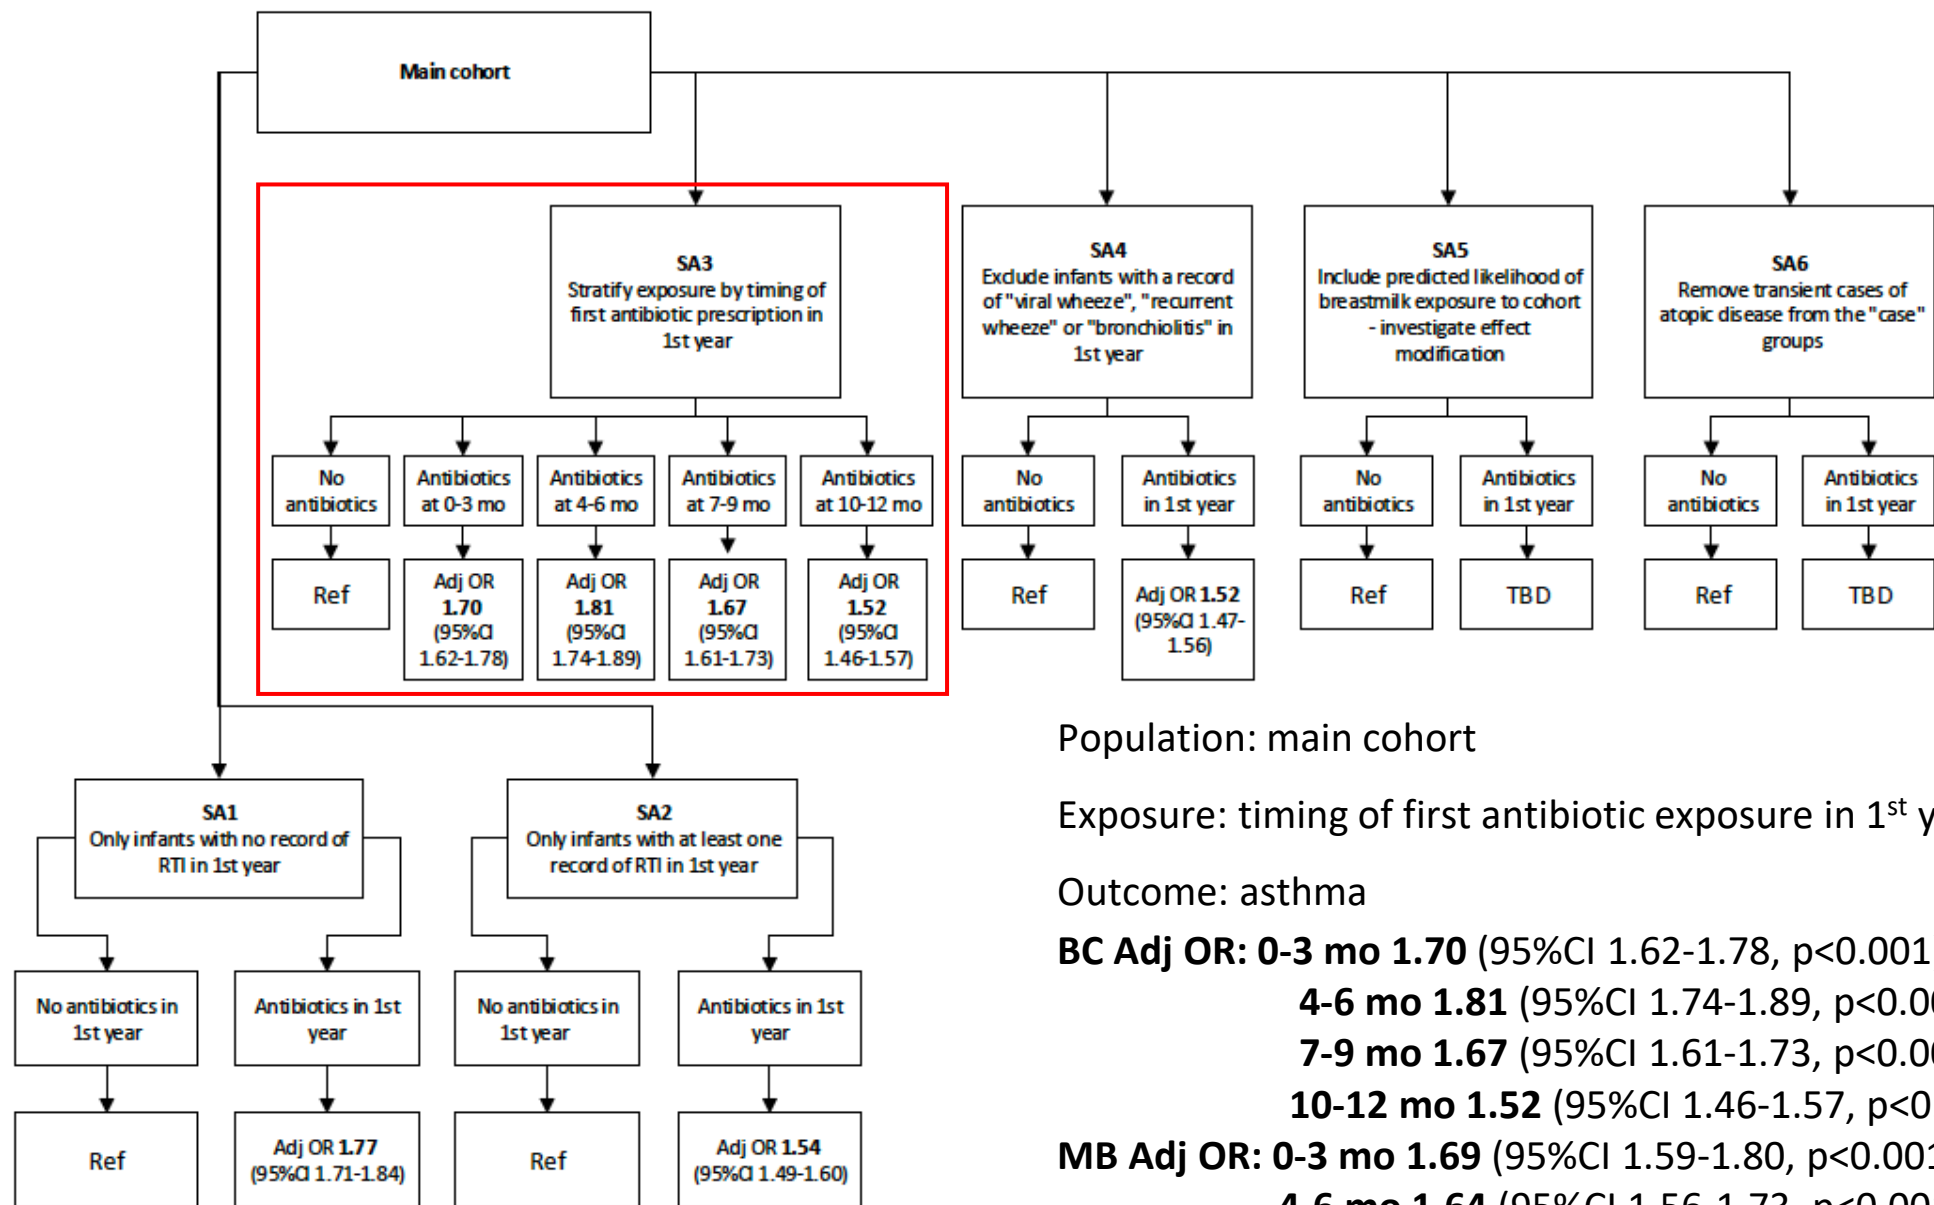 Main cohort
SA3
Stratify exposure by timing of
first antibiotic prescription in
1st year
SA4
Exclude infants with a record
of "viral wheeze", "recurrent
wheeze" or "bronchiolitis" in
1st year
SA5
Include predicted likelihood of
breastmilk exposure to cohort
- investigate effect
modification
SA6
Remove transient cases of
atopic disease from the "case"
groups
No
antibiotics
Antibiotics
at 0-3 mo
Antibiotics
at 4-6 mo
Antibiotics
at 7-9 mo
Antibiotics
at 10-12 mo
No
antibiotics
Antibiotics
in 1st year
No
antibiotics
Antibiotics
in 1st year
No
antibiotics
Antibiotics
in 1st year
Ref
Adj OR
1.70
(95%CI
1.62-1.78)
Adj OR
1.81
(95%CI
1.74-1.89)
Adj OR
1.67
(95%CI
1.61-1.73)
Adj OR
1.52
(95%CI
1.46-1.57)
Ref
Adj OR 1.52
(95%CI 1.47-
1.56)
Ref
TBD
Ref
TBD
SA1
Only infants with no record of
RTI in 1st year
SA2
Only infants with at least one
record of RTI in 1st year
No antibiotics in
1st year
Antibiotics in 1st
year
No antibiotics in
1st year
Antibiotics in 1st
year
Ref
Adj OR 1.77
(95%CI 1.71-1.84)
Ref
Adj OR 1.54
(95%CI 1.49-1.60)
Population: main cohort
Exposure: timing of first antibiotic exposure in 1st y
Outcome: asthma
BC Adj OR: 0-3 mo 1.70 (95%CI 1.62-1.78, p<0.001
4-6 mo 1.81 (95%CI 1.74-1.89, p<0.00
7-9 mo 1.67 (95%CI 1.61-1.73, p<0.00
10-12 mo 1.52 (95%CI 1.46-1.57, p<0
MB Adj OR: 0-3 mo 1.69 (95%CI 1.59-1.80, p<0.001
4-6 mo 1.64 (95%CI 1.56-1.73, p<0.00